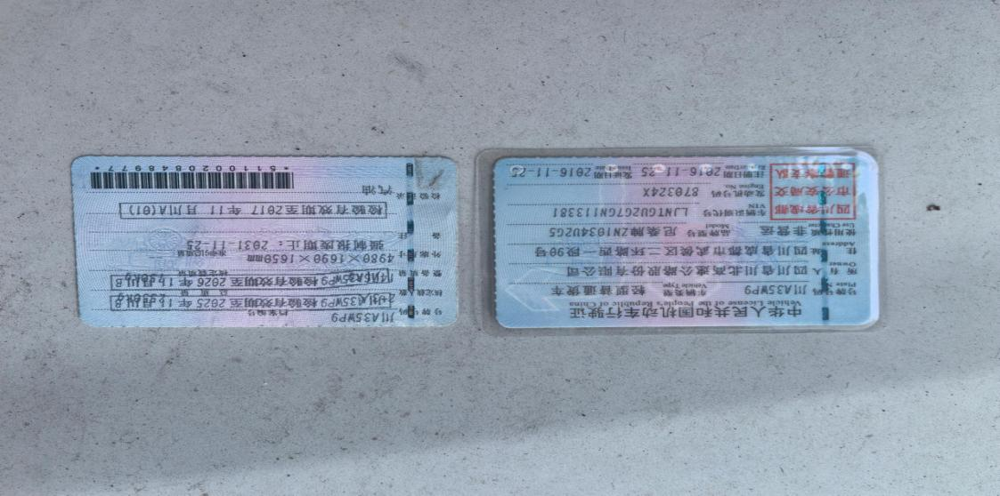 中华人民共和国机动车行驶证
Vehicle License of the People's Republic of China
号牌号码 Plate No. 川A35WP9 车辆类型 Vehicle Type 轻型普通货车
所有人 Owner 四川省川北高速公路股份有限公司
住址 Address 四川省成都市武侯区二环路西一段90号
使用性质 Use Character 非营运 品牌型号 Model 尼桑牌ZN1034U2G5
四川省成都市公安局交通警察支队
车辆识别代号 VIN LJNTGU2G7GN113381
发动机号码 Engine No. 870324X
注册日期 Register Date 2016-11-25 发证日期 Issue Date 2016-11-25
号牌号码 川A35WP9 档案编号
核定载人数 总质量
川A35WP9 检验有效期至2025年11月川B
整备质量 核定载质量
川A35WP9 检验有效期至2026年11月川B
外廓尺寸 4980×1690×1650mm 准牵引总质量
备注 强制报废期止：2031-11-25
检验有效期至2017年11月川A(01)
检验记录 汽油
*5110020848977*